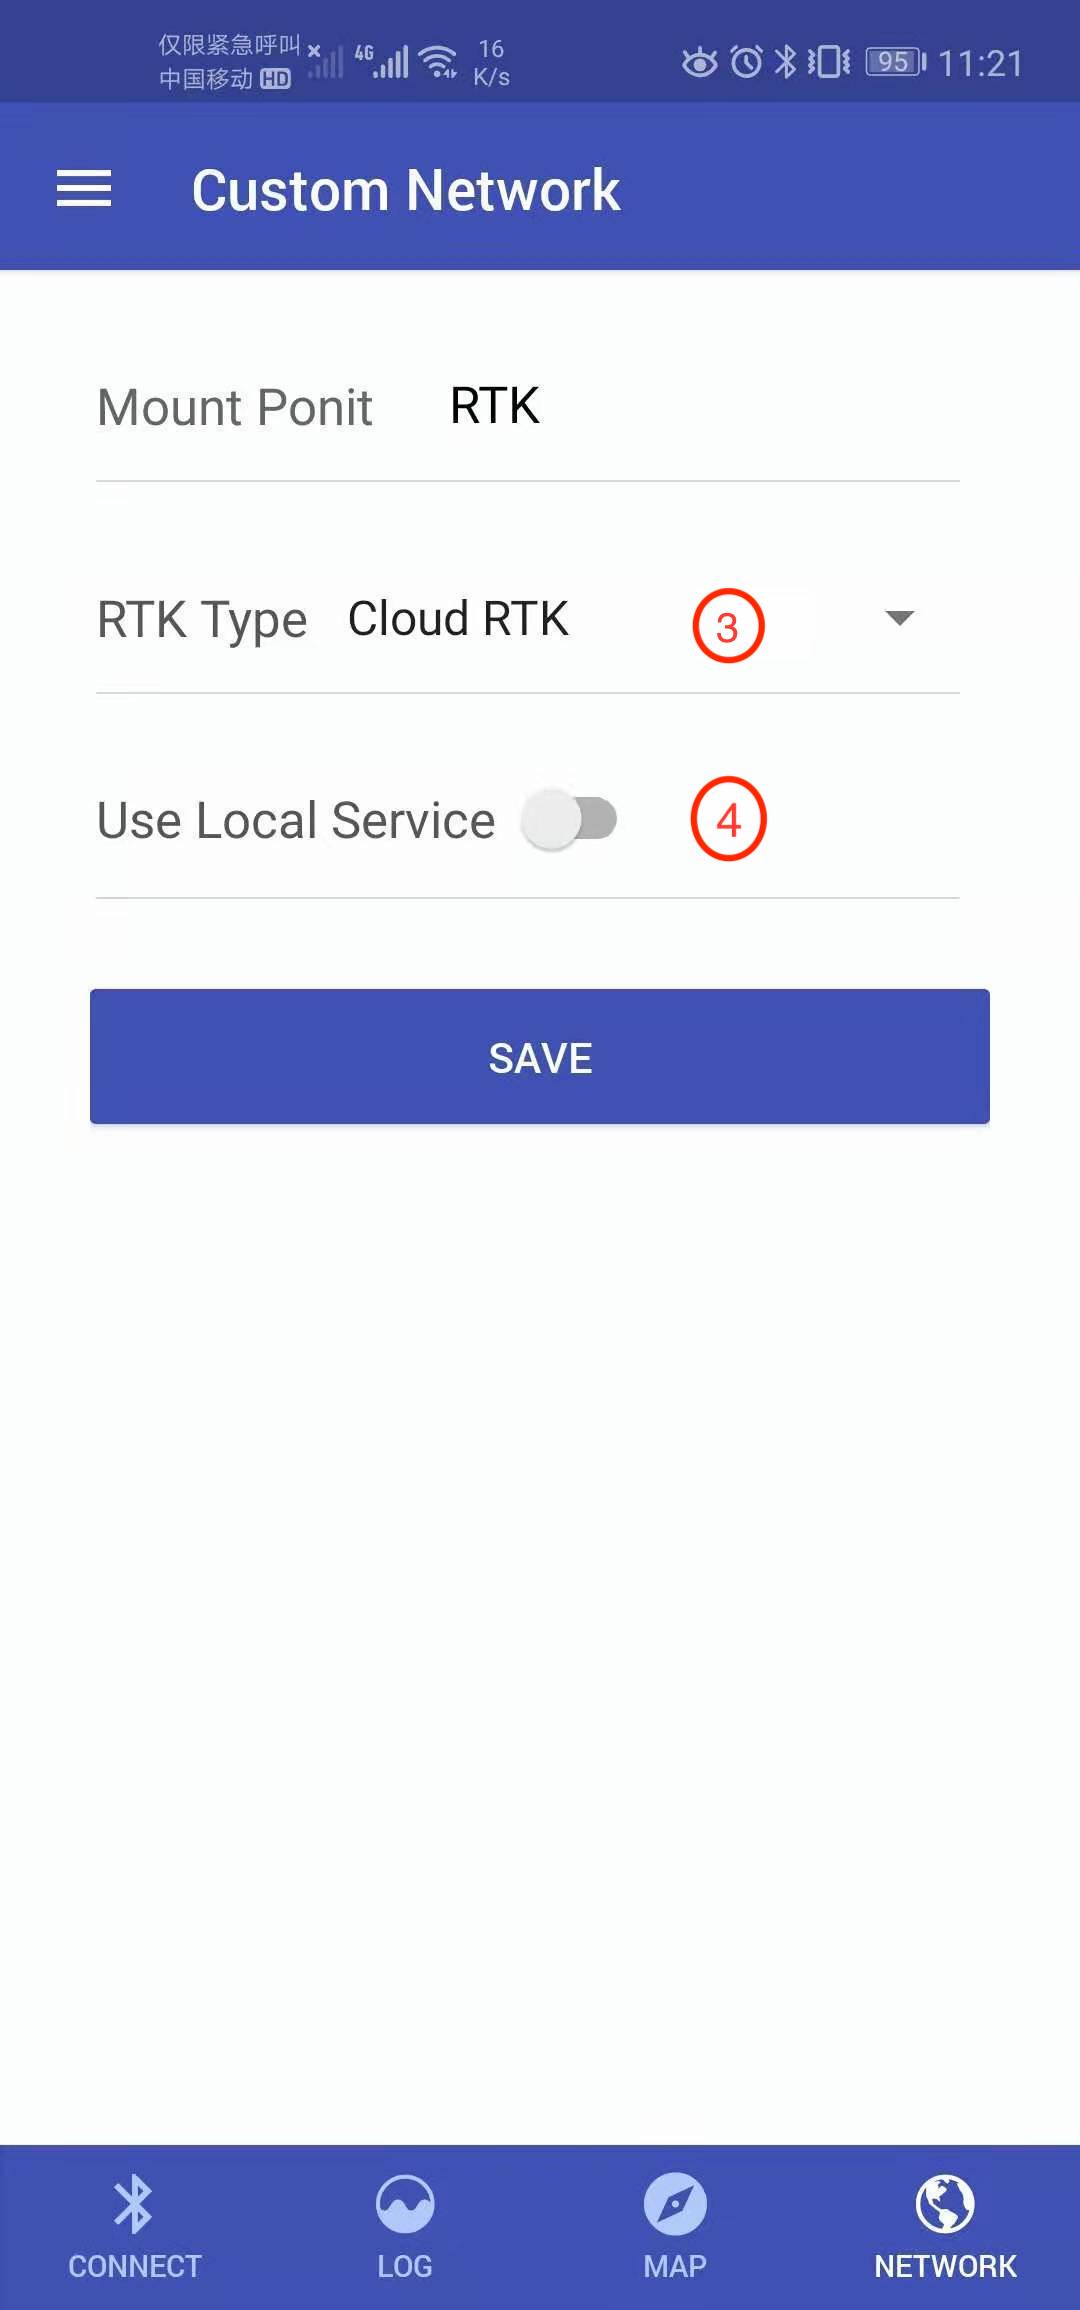 仅限紧急呼叫 4G 16
中国移动 HD K/s 95 11:21
Custom Network
Mount Ponit RTK
RTK Type Cloud RTK 3
Use Local Service 4
SAVE
CONNECT LOG MAP NETWORK